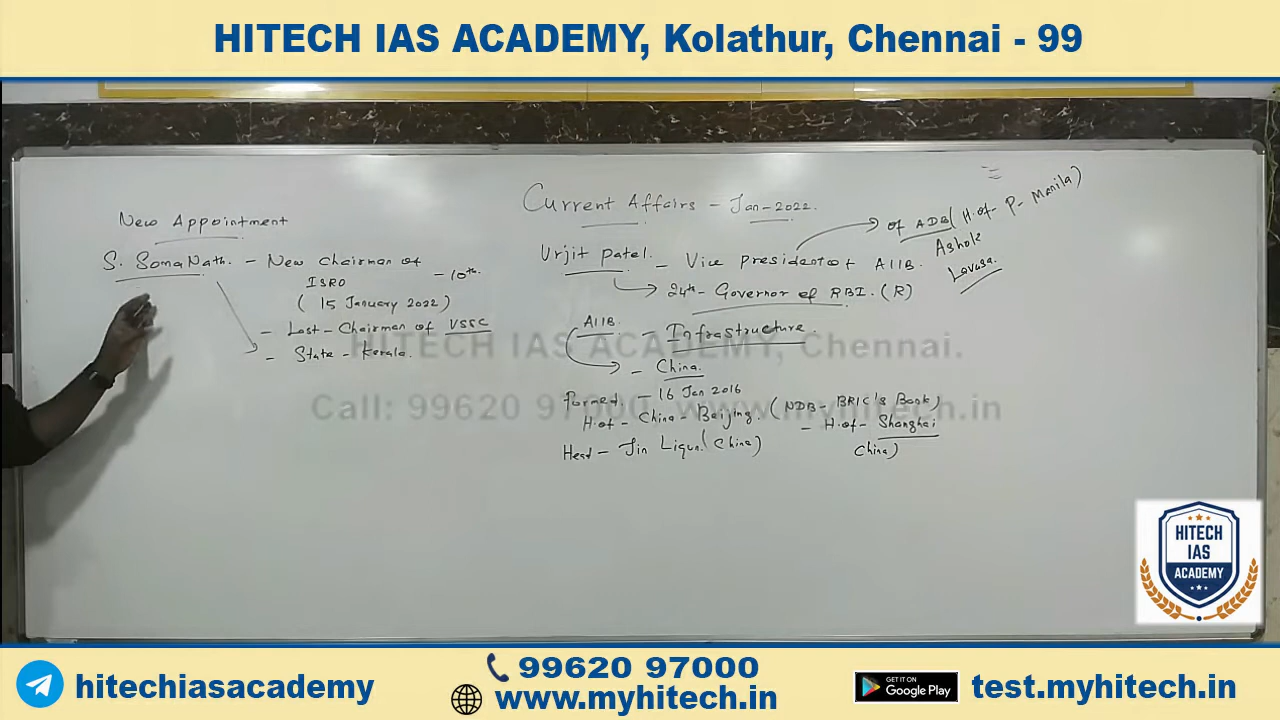 HITECH IAS ACADEMY, Kolathur, Chennai - 99
Current Affairs - Jan-2022.
New Appointment
S. SomaNath. - New Chairman of
ISRO - 10th.
( 15 January 2022 )
- Last - Chairman of VSSC
- State - Kerala.
Urjit patel. - Vice president of AIIB.
of ADB ( H.of - P - Manila )
Ashok
Lavasa.
24th - Governor of RBI. (R)
AIIB. - Infrastructure.
- China.
Formed - 16 Jan 2016
H.of - China - Beijing. ( NDB - BRIC's Bank )
- H.of - Shanghai
China)
Head - Jin Liqun. ( China )
HITECH IAS ACADEMY, Chennai.
Call: 99620 97000, www.myhitech.in
HITECH
IAS
ACADEMY
hitechiasacademy
99620 97000
www.myhitech.in
GET IT ON
Google Play
test.myhitech.in